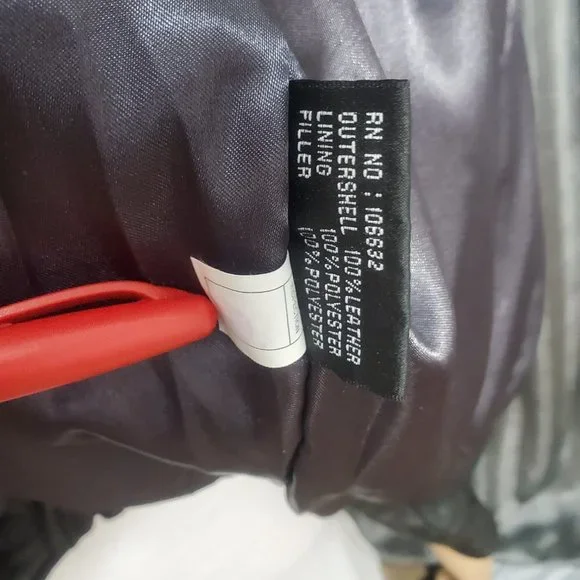 RN NO : 106632
OUTERSHELL 100% LEATHER
LINING 100% POLYESTER
FILLER 100% POLYESTER